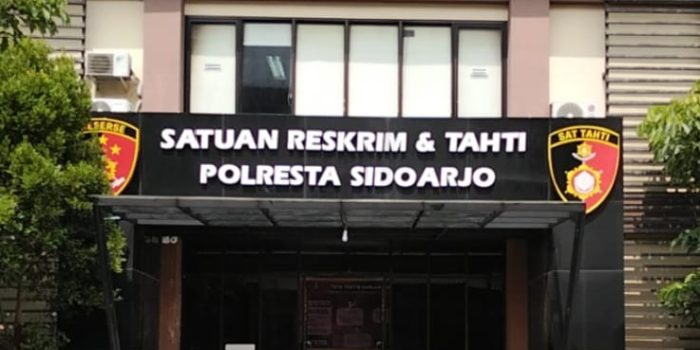 SATUAN RESKRIM & TAHTI
POLRESTA SIDOARJO
SAT TAHTI